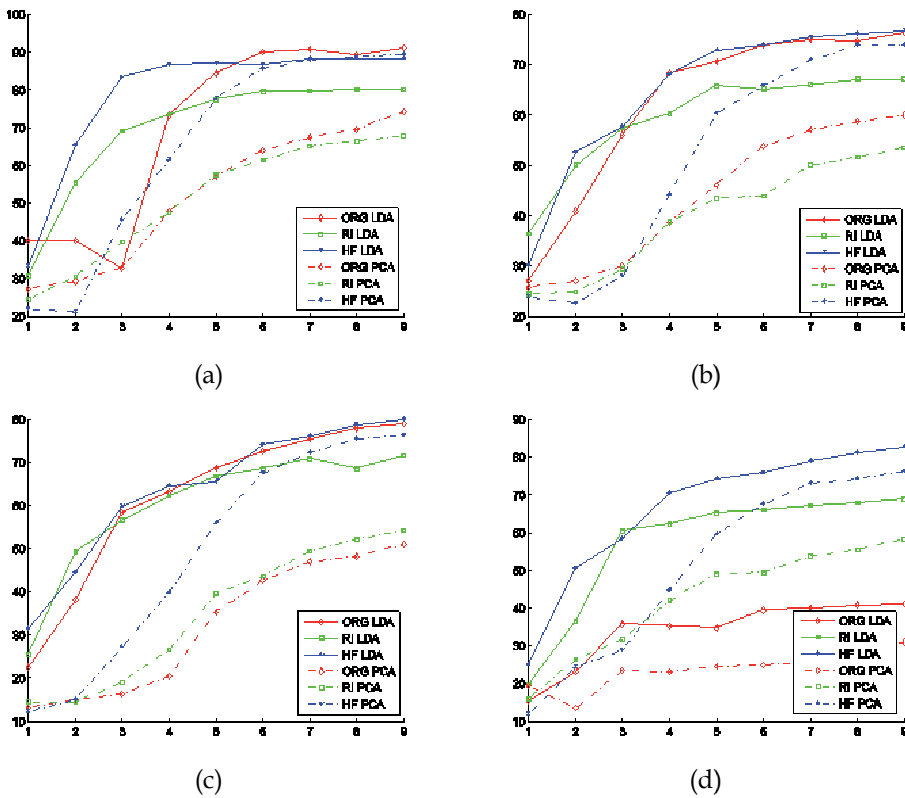 100
90
80
70
60
50
40
30
20
1 2 3 4 5 6 7 8 9
ORG LDA
RI LDA
HF LDA
ORG PCA
RI PCA
HF PCA
(a)
80
70
60
50
40
30
20
1 2 3 4 5 6 7 8 9
ORG LDA
RI LDA
HF LDA
ORG PCA
RI PCA
HF PCA
(b)
80
70
60
50
40
30
20
10
1 2 3 4 5 6 7 8 9
ORG LDA
RI LDA
HF LDA
ORG PCA
RI PCA
HF PCA
(c)
90
80
70
60
50
40
30
20
10
1 2 3 4 5 6 7 8 9
ORG LDA
RI LDA
HF LDA
ORG PCA
RI PCA
HF PCA
(d)